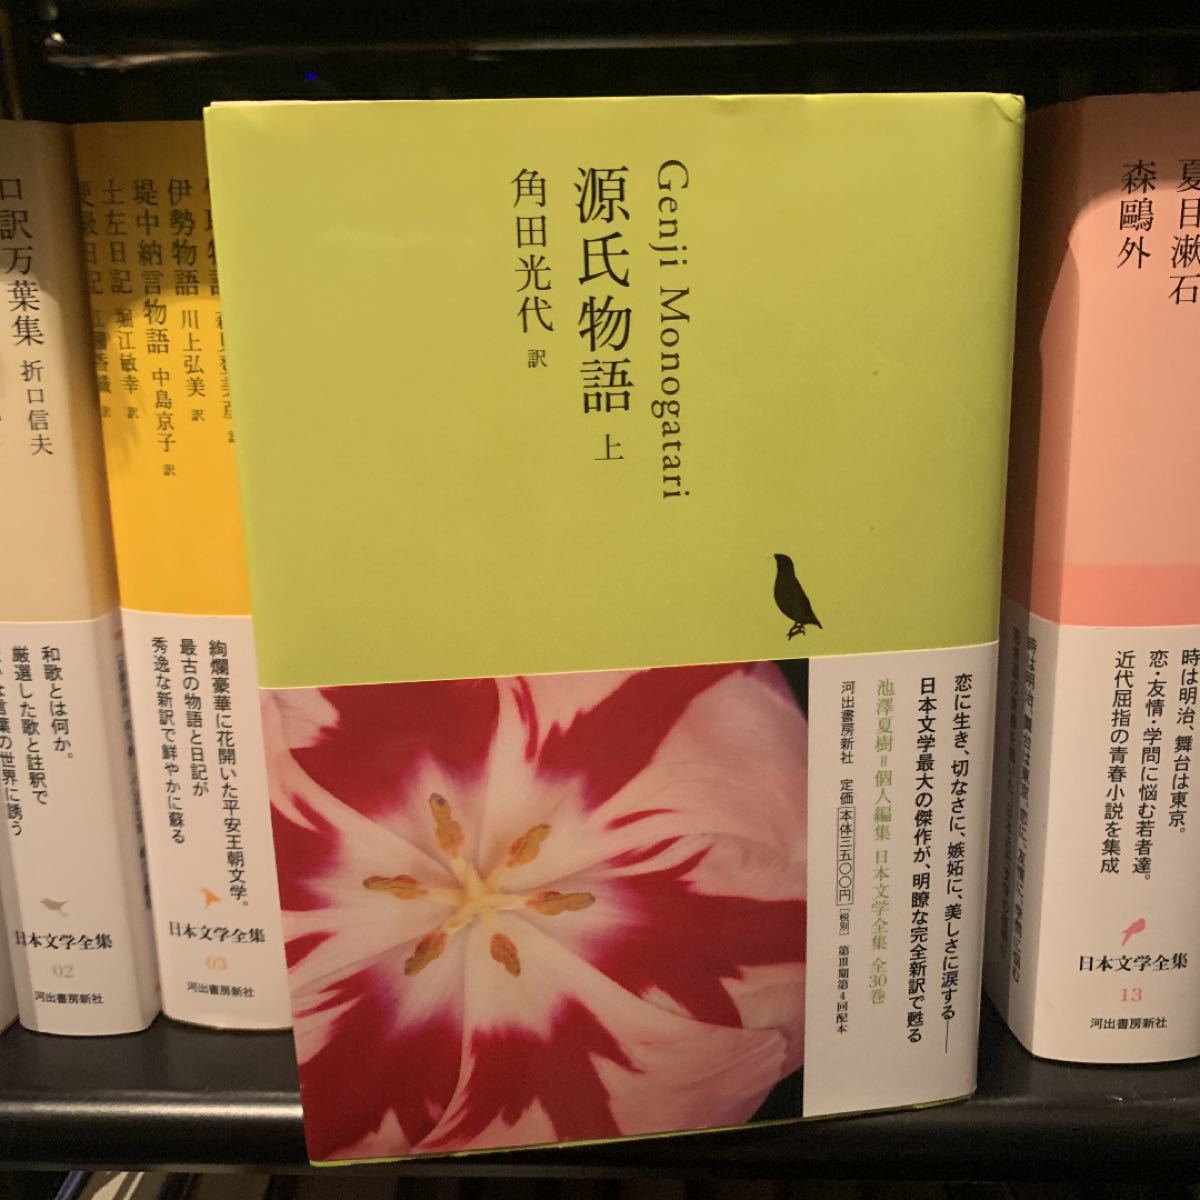 Genji Monogatari
源氏物語 上
角田光代 訳
恋に生き、切なさに、嫉妬に、美しさに涙する——
日本文学最大の傑作が、明瞭な完全新訳で甦る
池澤夏樹=個人編集 日本文学全集 全30巻
河出書房新社 定価 本体三五〇〇円 [税別] 第Ⅲ期第4回配本
口訳万葉集 折口信夫
和歌とは何か。
厳選した歌と註釈で
言葉の世界に誘う
日本文学全集
02
河出書房新社
伊勢物語 川上弘美 訳
堤中納言物語 中島京子 訳
土左日記 堀江敏幸 訳
絢爛豪華に花開いた平安王朝文学。
最古の物語と日記が
秀逸な新訳で鮮やかに蘇る
日本文学全集
03
河出書房新社
夏目漱石
森鷗外
時は明治、舞台は東京。
恋・友情・学問に悩む若者達。
近代屈指の青春小説を集成
日本文学全集
13
河出書房新社